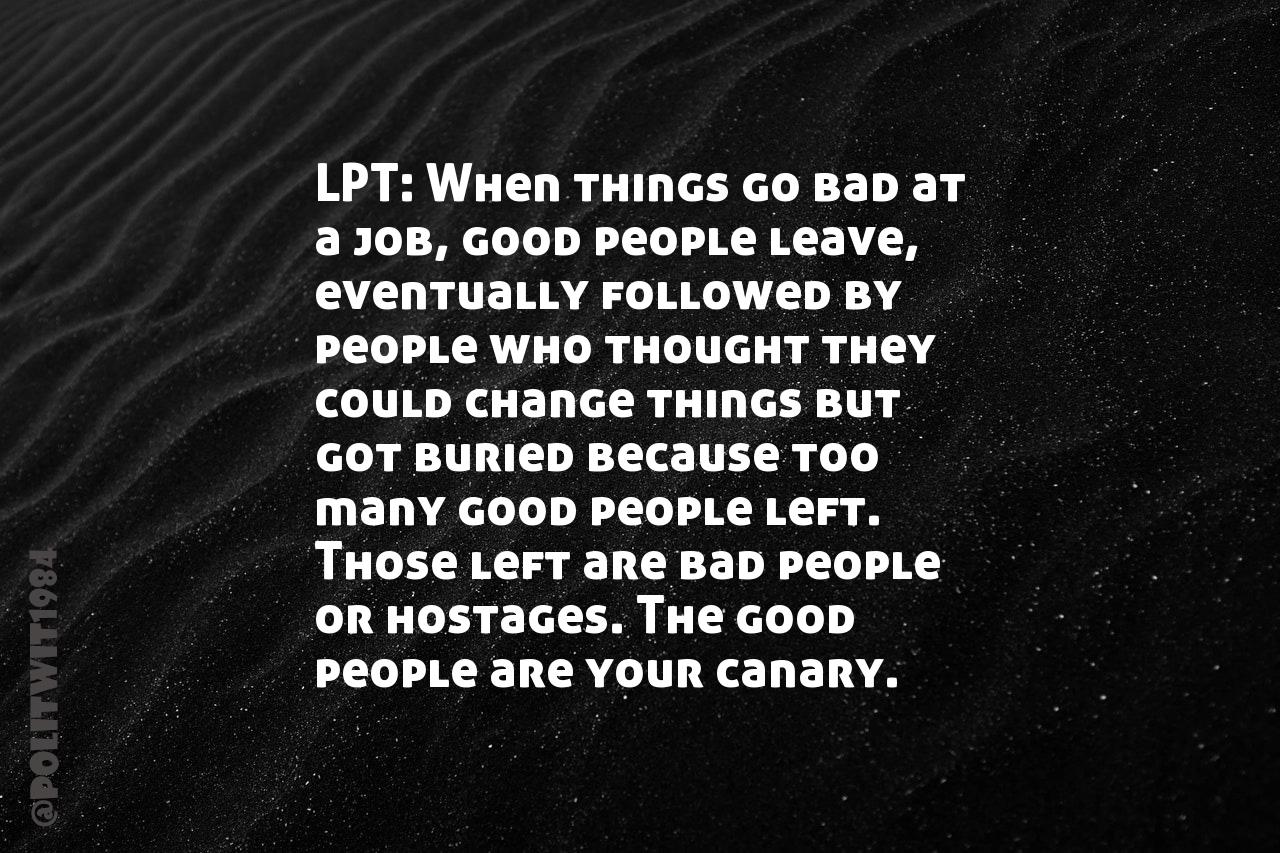 LPT: When things go bad at
a job, good people leave,
eventually followed by
people who thought they
could change things but
got buried because too
many good people left.
Those left are bad people
or hostages. The good
people are your canary.
@POLITWIT1984